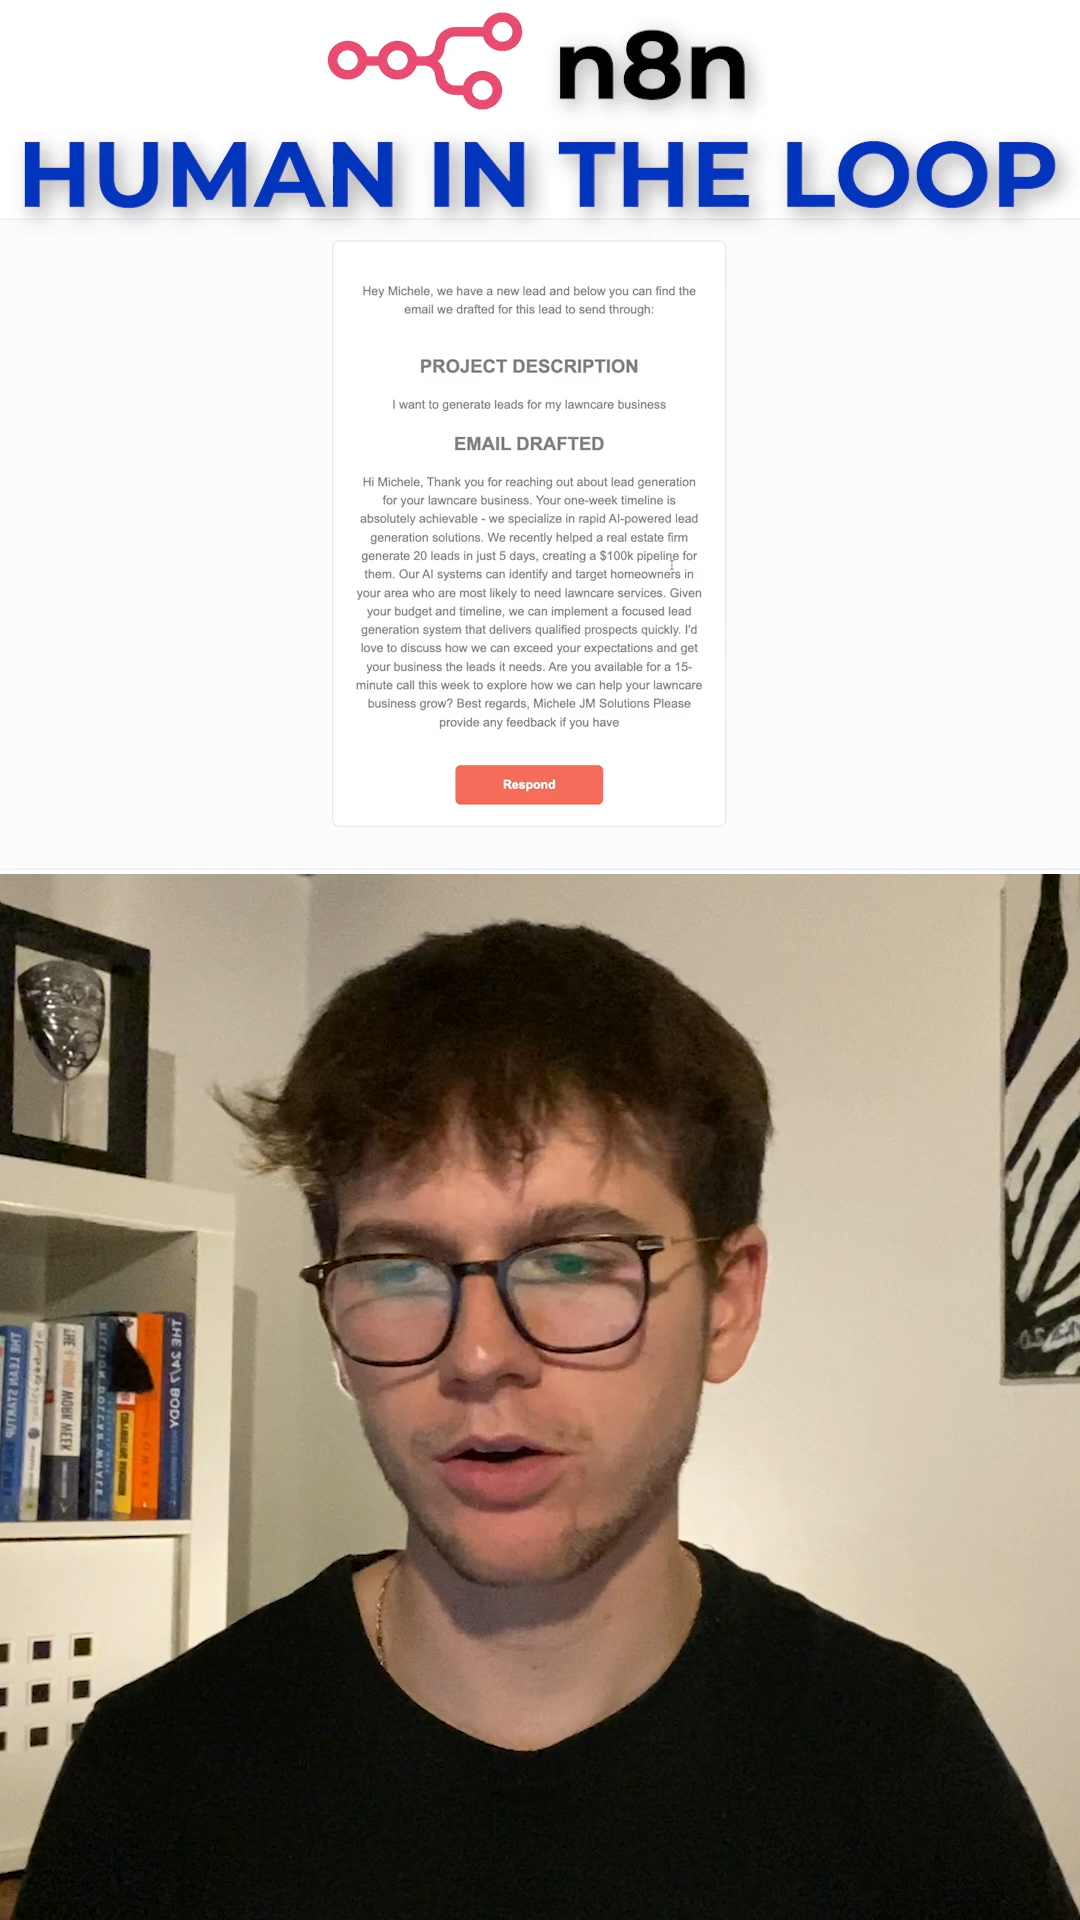 n8n
HUMAN IN THE LOOP
Hey Michele, we have a new lead and below you can find the
email we drafted for this lead to send through:
PROJECT DESCRIPTION
I want to generate leads for my lawncare business
EMAIL DRAFTED
Hi Michele, Thank you for reaching out about lead generation
for your lawncare business. Your one-week timeline is
absolutely achievable - we specialize in rapid AI-powered lead
generation solutions. We recently helped a real estate firm
generate 20 leads in just 5 days, creating a $100k pipeline for
them. Our AI systems can identify and target homeowners in
your area who are most likely to need lawncare services. Given
your budget and timeline, we can implement a focused lead
generation system that delivers qualified prospects quickly. I'd
love to discuss how we can exceed your expectations and get
your business the leads it needs. Are you available for a 15-
minute call this week to explore how we can help your lawncare
business grow? Best regards, Michele JM Solutions Please
provide any feedback if you have
Respond
THE LEAN STARTUP
WORK WEEK
BILLION DOLLAR WHALE
POWER
THE 24/7 BODY